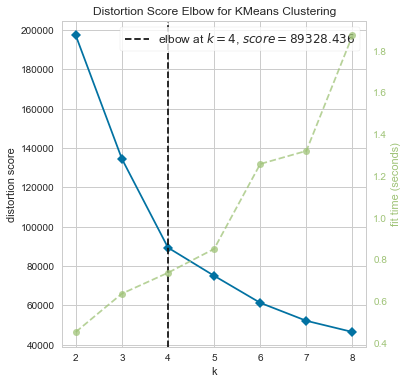 Distortion Score Elbow for KMeans Clustering
elbow at k = 4, score = 89328.436
200000
180000
160000
140000
120000
100000
80000
60000
40000
distortion score
1.8
1.6
1.4
1.2
1.0
0.8
0.6
0.4
fit time (seconds)
2 3 4 5 6 7 8
k